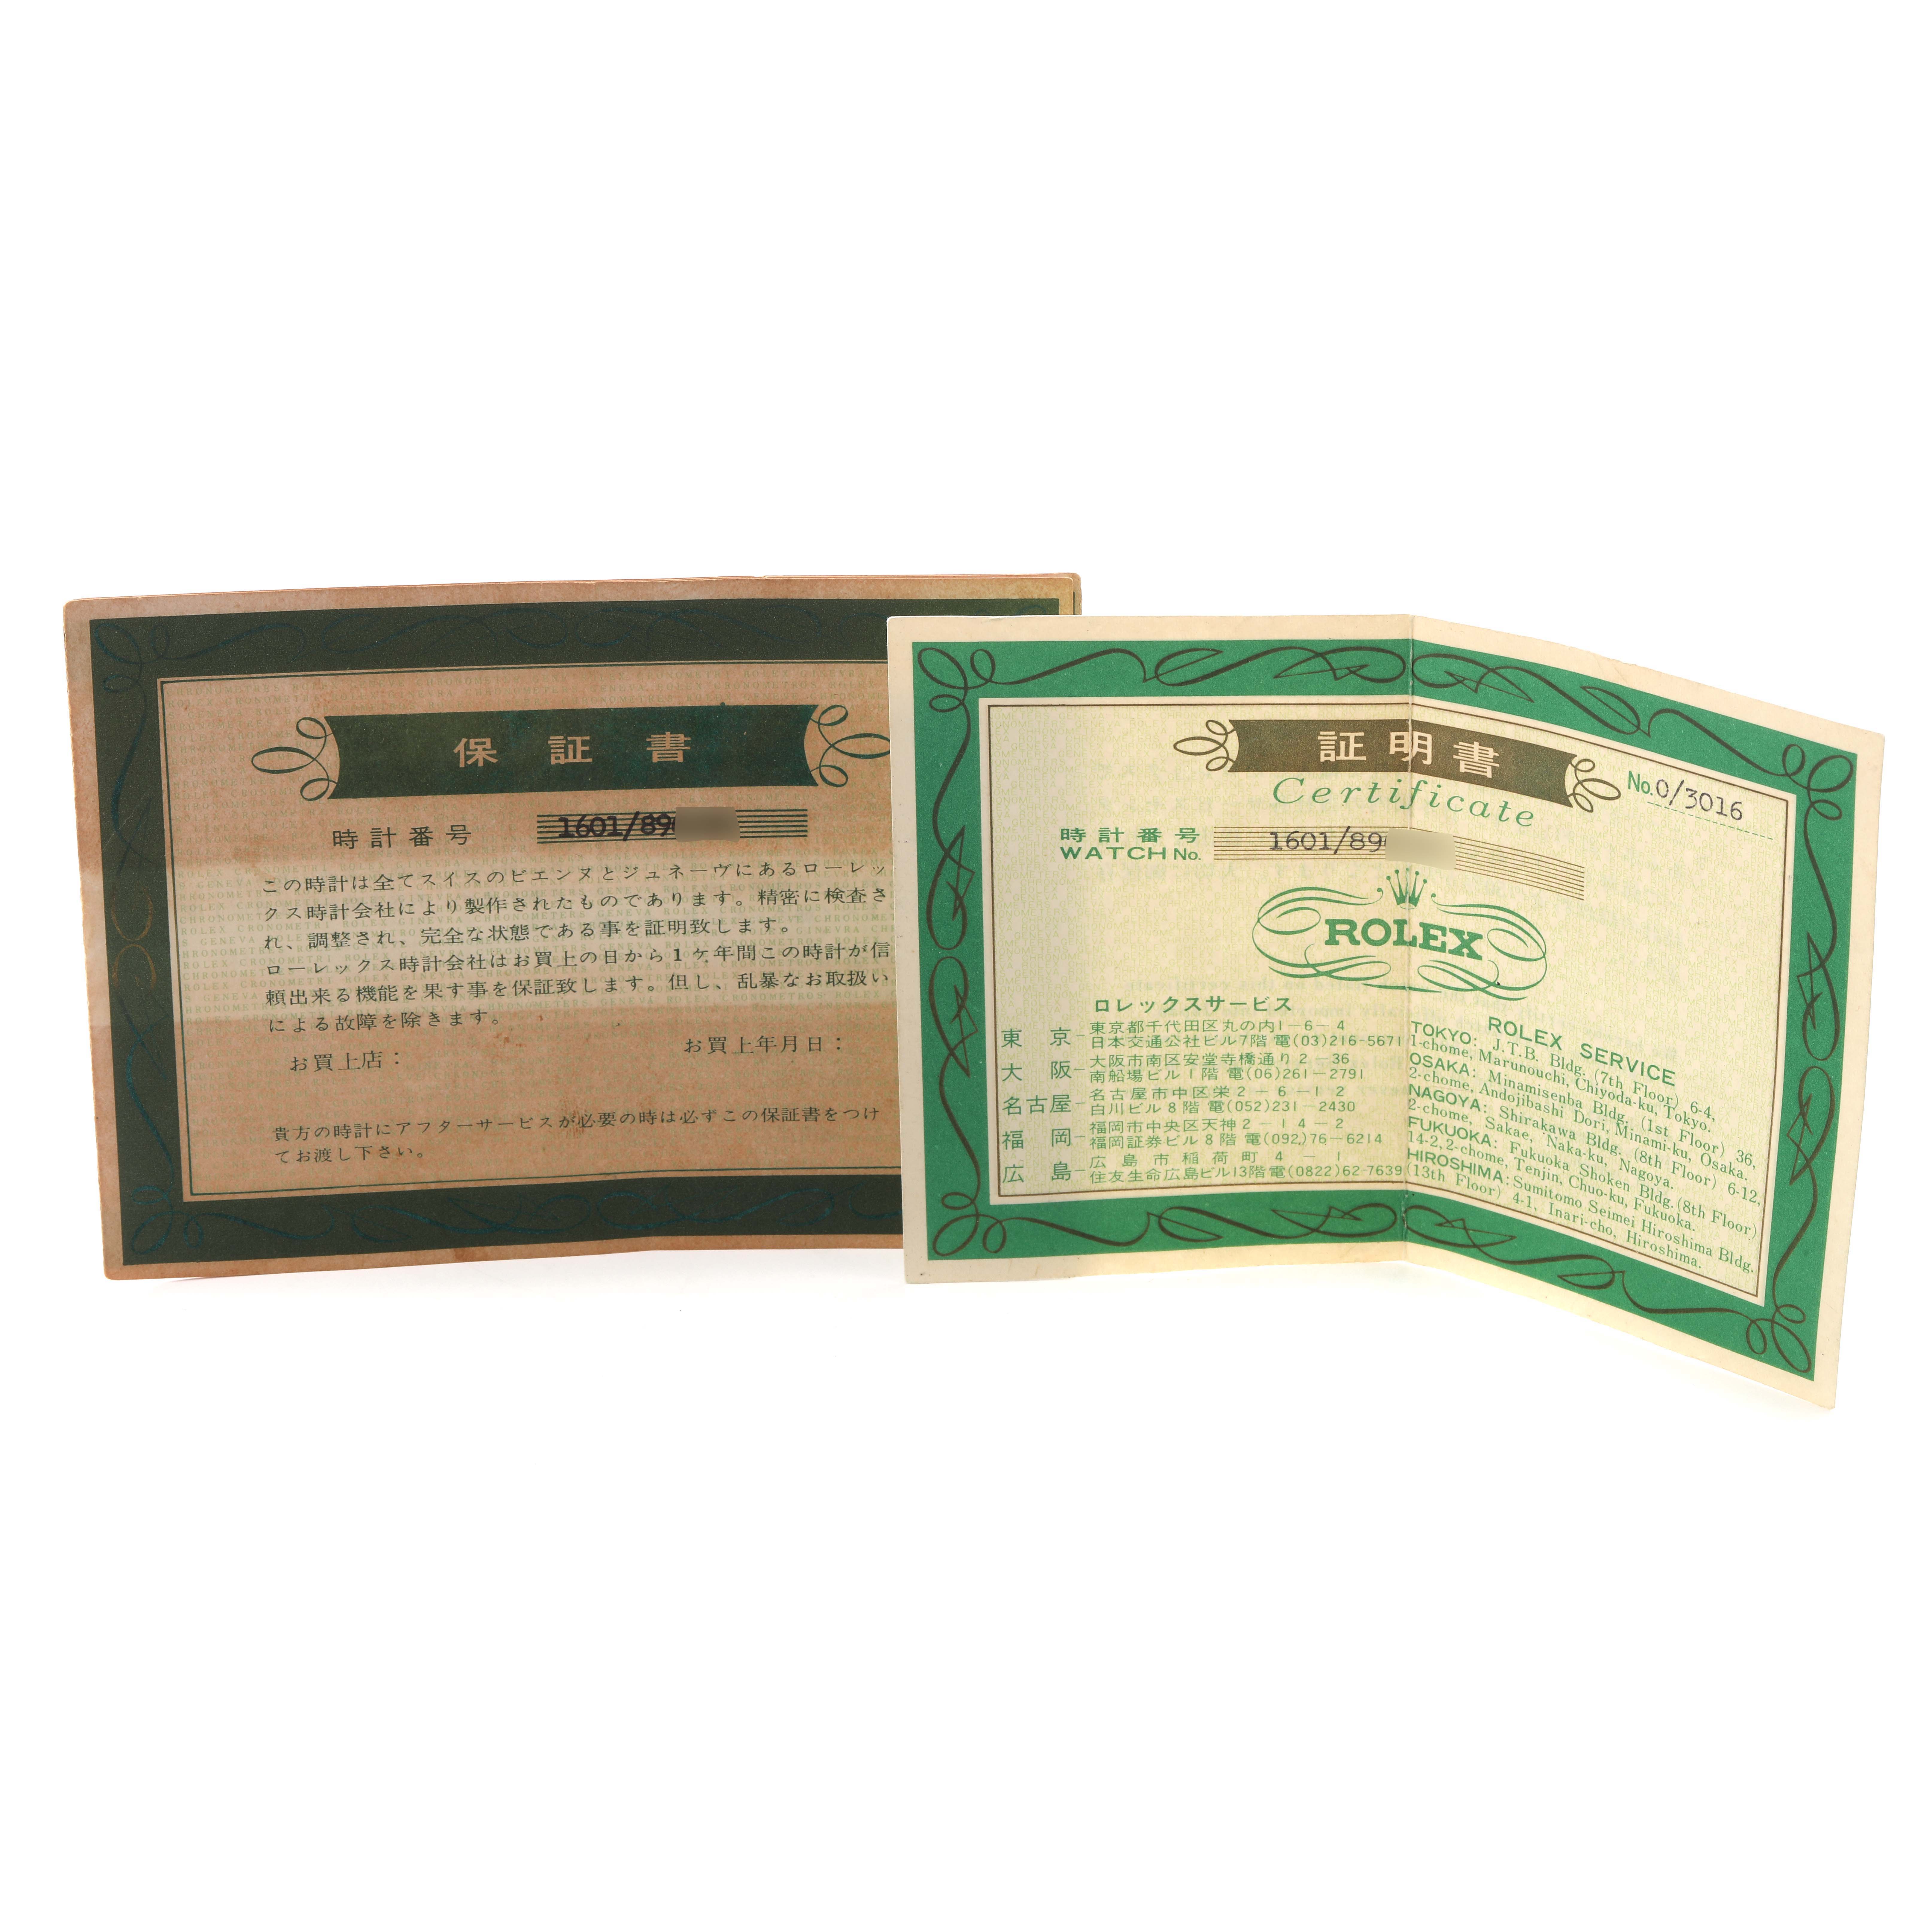 保証書
時計番号 1601/89
この時計は全てスイスのビエンヌとジュネーヴにあるローレッ
クス時計会社により製作されたものであります。精密に検査さ
れ、調整され、完全な状態である事を証明致します。
ローレックス時計会社はお買上の日から1ヶ年間この時計が信
頼出来る機能を果す事を保証致します。但し、乱暴なお取扱い
による故障を除きます。
お買上店： お買上年月日：
貴方の時計にアフターサービスが必要の時は必ずこの保証書をつけ
てお渡し下さい。
証明書
Certificate
No.0/3016
時計番号
WATCH No. 1601/89
ROLEX
ロレックスサービス
東京－東京都千代田区丸の内1－6－4
日本交通公社ビル7階 電(03)216-5671
大阪－大阪市南区安堂寺橋通り2－36
南船場ビル1階 電(06)261－2791
名古屋－名古屋市中区栄2－6－12
白川ビル8階 電(052)231－2430
福岡－福岡市中央区天神2－14－2
福岡証券ビル8階 電(092)76－6214
広島－広島市稲荷町4－1
住友生命広島ビル13階電(0822)62-7639
ROLEX SERVICE
TOKYO: J.T.B. Bldg. (7th Floor) 6-4,
1-chome, Marunouchi, Chiyoda-ku, Tokyo.
OSAKA: Minamisenba Bldg. (1st Floor) 36,
2-chome, Andojibashi Dori, Minami-ku, Osaka.
NAGOYA: Shirakawa Bldg. (8th Floor) 6-12,
2-chome, Sakae, Naka-ku, Nagoya.
FUKUOKA: Fukuoka Shoken Bldg. (8th Floor)
14-2, 2-chome, Tenjin, Chuo-ku, Fukuoka.
HIROSHIMA: Sumitomo Seimei Hiroshima Bldg.
(13th Floor) 4-1, Inari-cho, Hiroshima.